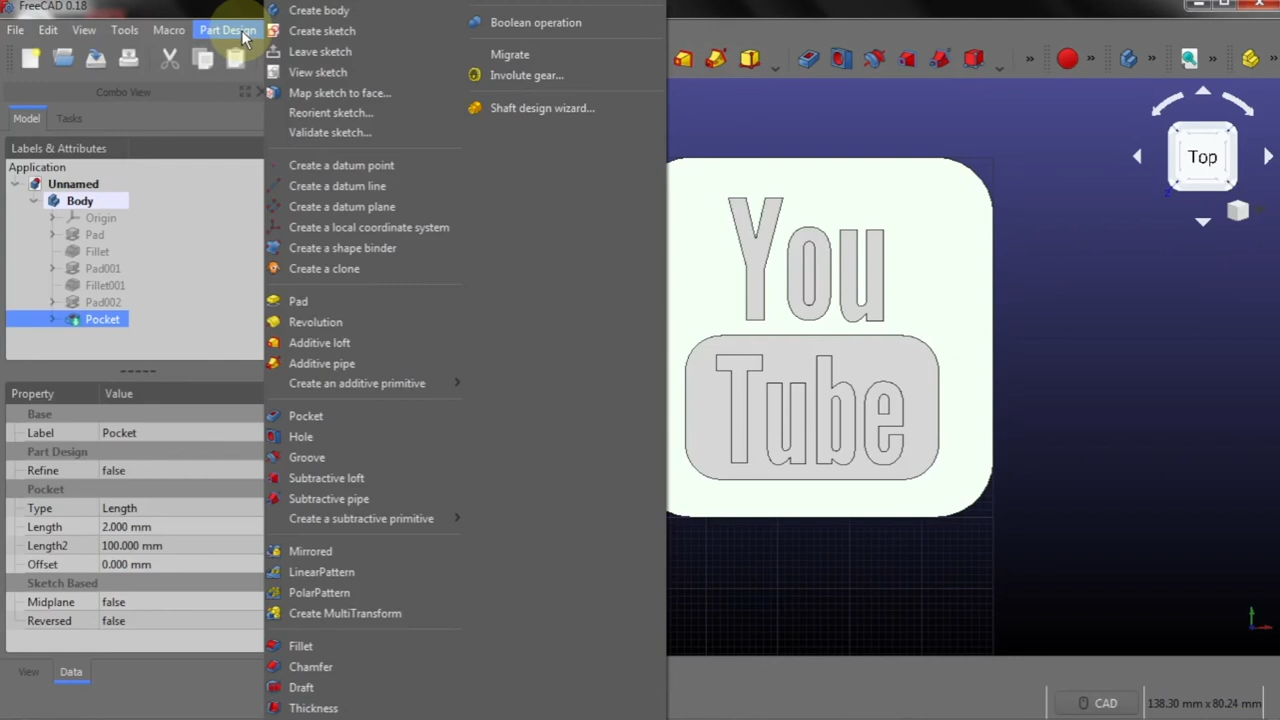 FreeCAD 0.18
File Edit View Tools Macro Part Design
Combo View
Model Tasks
Labels & Attributes
Application
Unnamed
Body
Origin
Pad
Fillet
Pad001
Fillet001
Pad002
Pocket
Property Value
Base
Label Pocket
Part Design
Refine false
Pocket
Type Length
Length 2.000 mm
Length2 100.000 mm
Offset 0.000 mm
Sketch Based
Midplane false
Reversed false
View Data
Create body
Create sketch
Leave sketch
View sketch
Map sketch to face...
Reorient sketch...
Validate sketch...
Create a datum point
Create a datum line
Create a datum plane
Create a local coordinate system
Create a shape binder
Create a clone
Pad
Revolution
Additive loft
Additive pipe
Create an additive primitive
Pocket
Hole
Groove
Subtractive loft
Subtractive pipe
Create a subtractive primitive
Mirrored
LinearPattern
PolarPattern
Create MultiTransform
Fillet
Chamfer
Draft
Thickness
Boolean operation
Migrate
Involute gear...
Shaft design wizard...
Top
You
Tube
CAD 138.30 mm x 80.24 mm